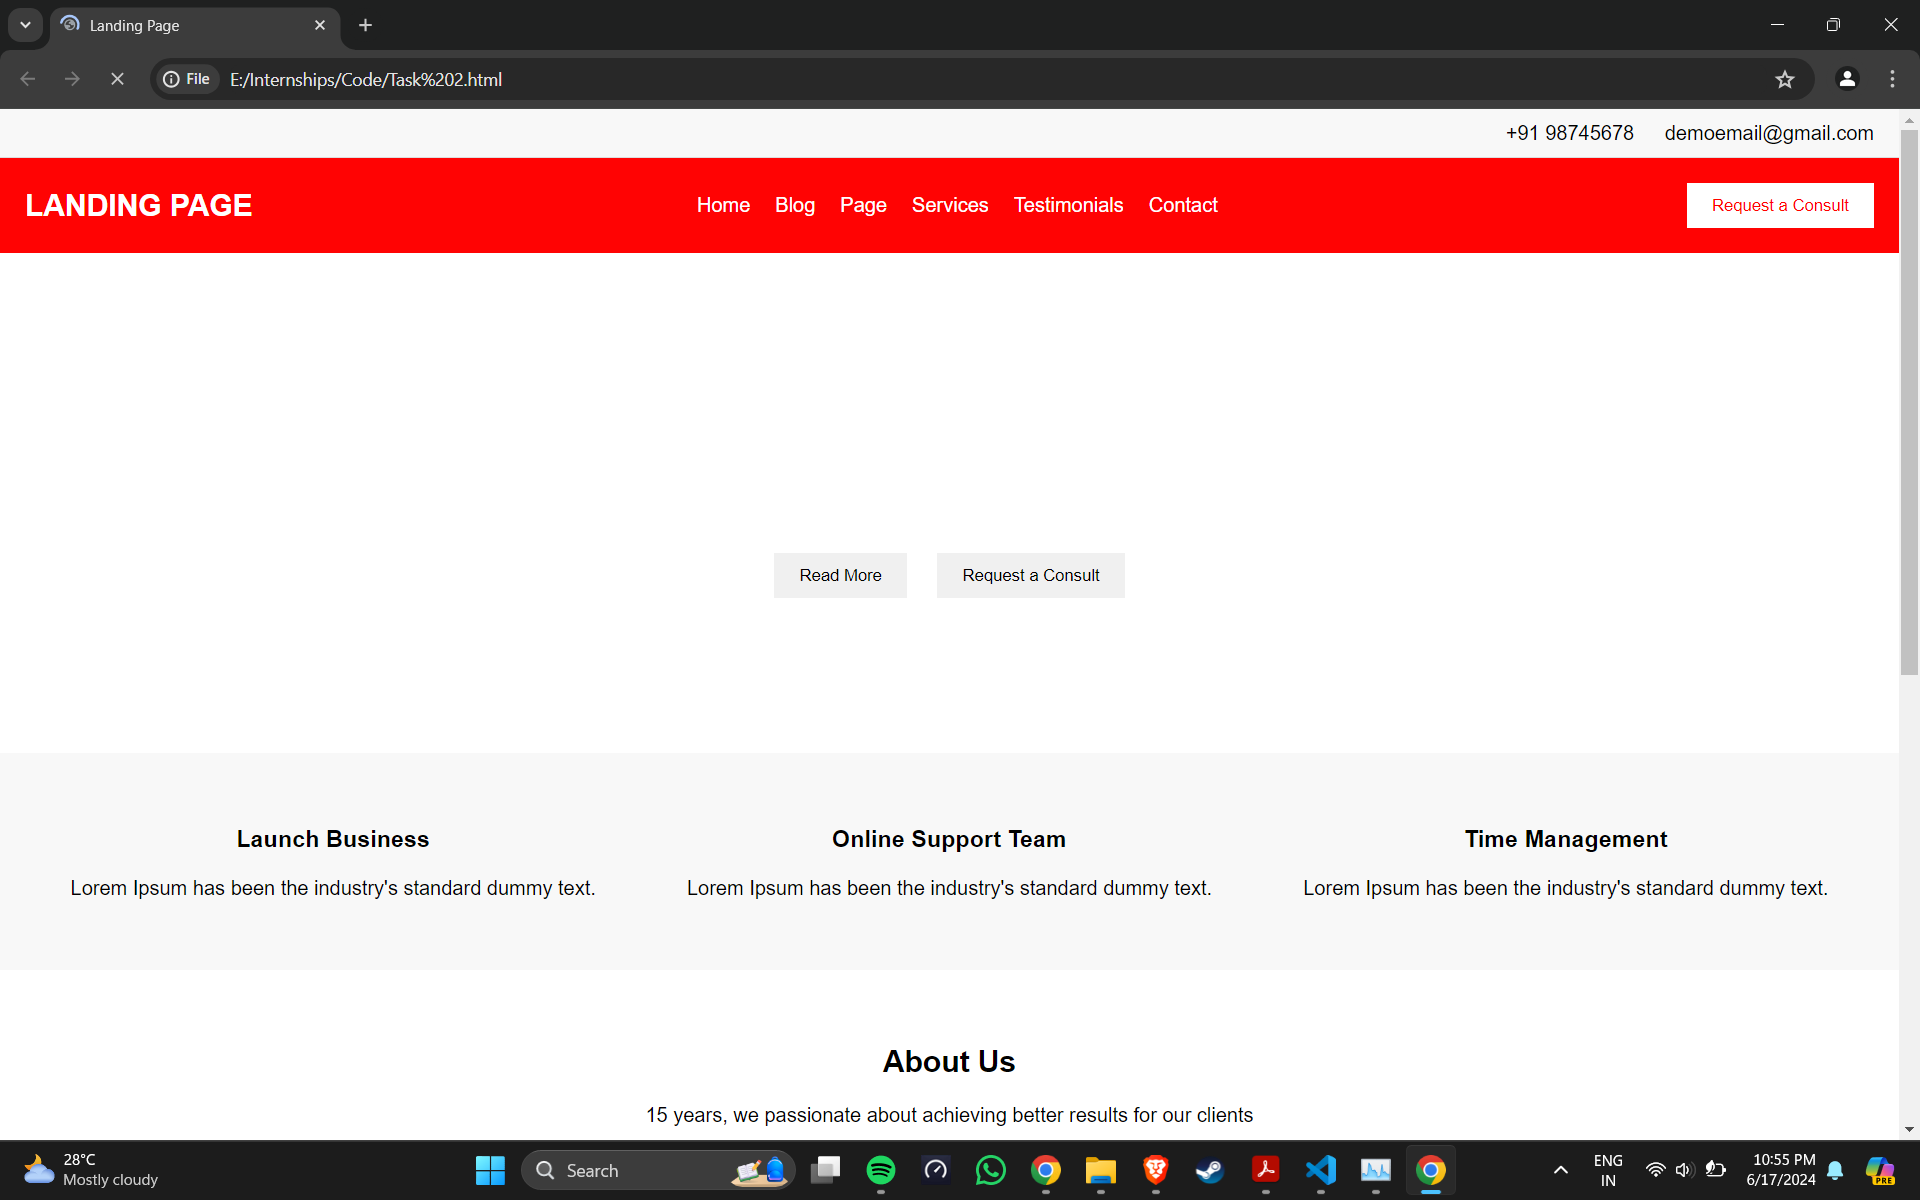 Landing Page
File E:/Internships/Code/Task%202.html
+91 98745678 demoemail@gmail.com
LANDING PAGE Home Blog Page Services Testimonials Contact Request a Consult
Read More Request a Consult
Launch Business Online Support Team Time Management
Lorem Ipsum has been the industry's standard dummy text. Lorem Ipsum has been the industry's standard dummy text. Lorem Ipsum has been the industry's standard dummy text.
About Us
15 years, we passionate about achieving better results for our clients
28°C
Mostly cloudy
Search
ENG
IN
10:55 PM
6/17/2024
PRE